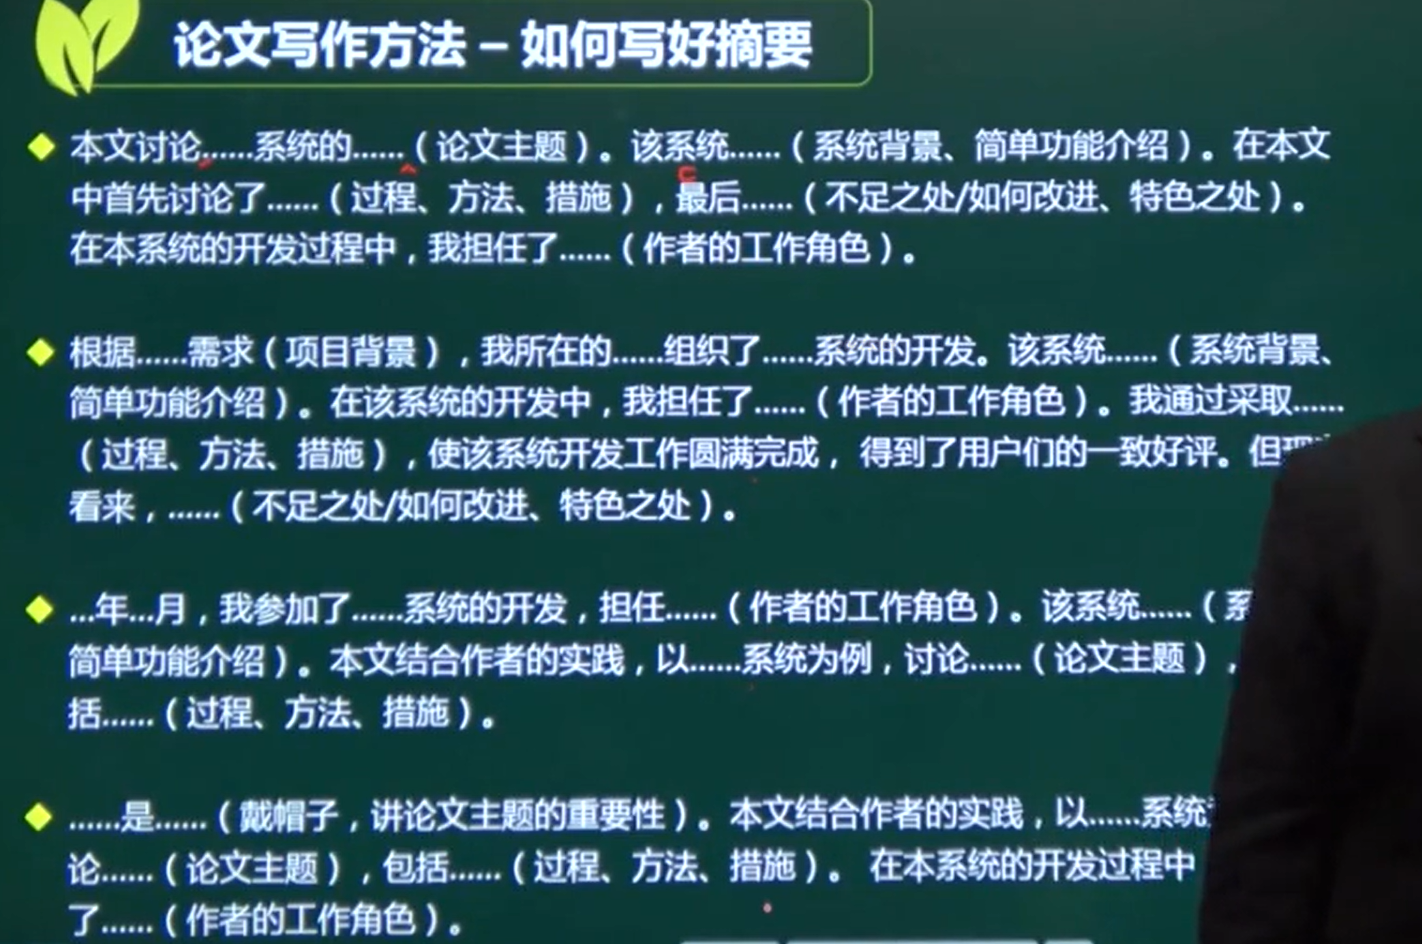 论文写作方法 – 如何写好摘要
本文讨论......系统的......（论文主题）。该系统......（系统背景、简单功能介绍）。在本文
中首先讨论了......（过程、方法、措施），最后......（不足之处/如何改进、特色之处）。
在本系统的开发过程中，我担任了......（作者的工作角色）。
根据......需求（项目背景），我所在的......组织了......系统的开发。该系统......（系统背景、
简单功能介绍）。在该系统的开发中，我担任了......（作者的工作角色）。我通过采取......
（过程、方法、措施），使该系统开发工作圆满完成， 得到了用户们的一致好评。但
看来，......（不足之处/如何改进、特色之处）。
...年...月，我参加了......系统的开发，担任......（作者的工作角色）。该系统......（系
简单功能介绍）。本文结合作者的实践，以......系统为例，讨论......（论文主题），
括......（过程、方法、措施）。
......是......（戴帽子，讲论文主题的重要性）。本文结合作者的实践，以......系统
论......（论文主题），包括......（过程、方法、措施）。 在本系统的开发过程中
了......（作者的工作角色）。